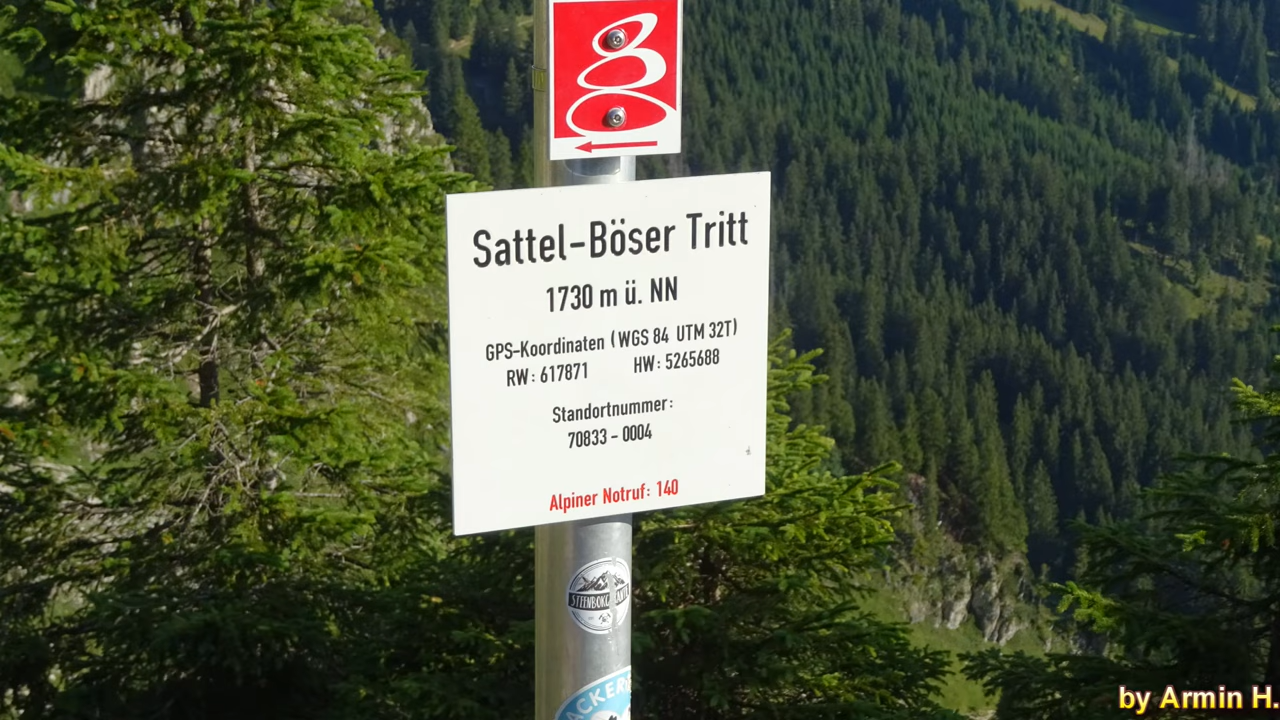 Sattel-Böser Tritt
1730 m ü. NN
GPS-Koordinaten (WGS 84 UTM 32T)
RW: 617871 HW: 5265688
Standortnummer:
70833 - 0004
Alpiner Notruf: 140
by Armin H.